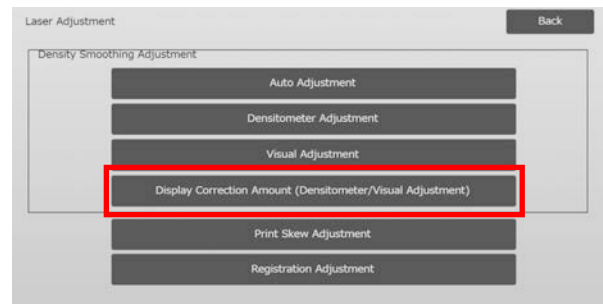 Laser Adjustment
Back
Density Smoothing Adjustment
Auto Adjustment
Densitometer Adjustment
Visual Adjustment
Display Correction Amount (Densitometer/Visual Adjustment)
Print Skew Adjustment
Registration Adjustment